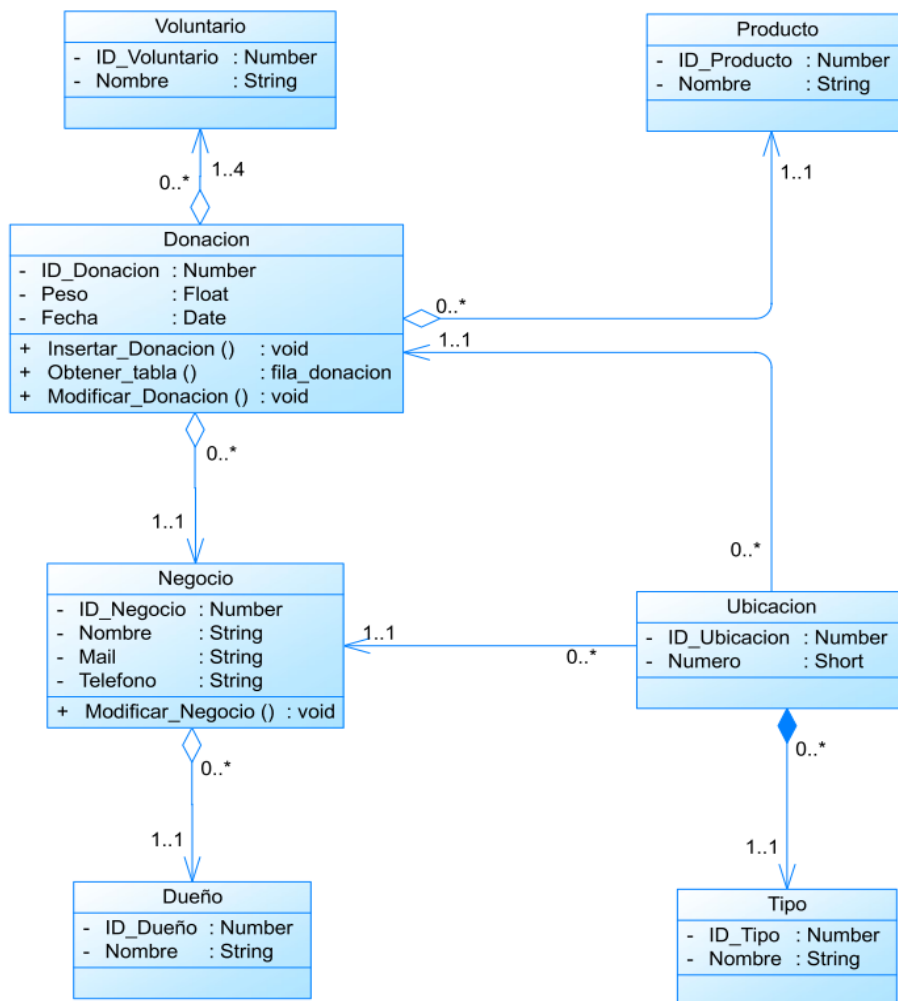 Voluntario
- ID_Voluntario : Number
- Nombre : String
Producto
- ID_Producto : Number
- Nombre : String
1..4
0..*
1..1
Donacion
- ID_Donacion : Number
- Peso : Float
- Fecha : Date
+ Insertar_Donacion () : void
+ Obtener_tabla () : fila_donacion
+ Modificar_Donacion () : void
0..*
1..1
0..*
1..1
0..*
Negocio
- ID_Negocio : Number
- Nombre : String
- Mail : String
- Telefono : String
+ Modificar_Negocio () : void
1..1
0..*
Ubicacion
- ID_Ubicacion : Number
- Numero : Short
0..*
1..1
0..*
1..1
Dueño
- ID_Dueño : Number
- Nombre : String
Tipo
- ID_Tipo : Number
- Nombre : String